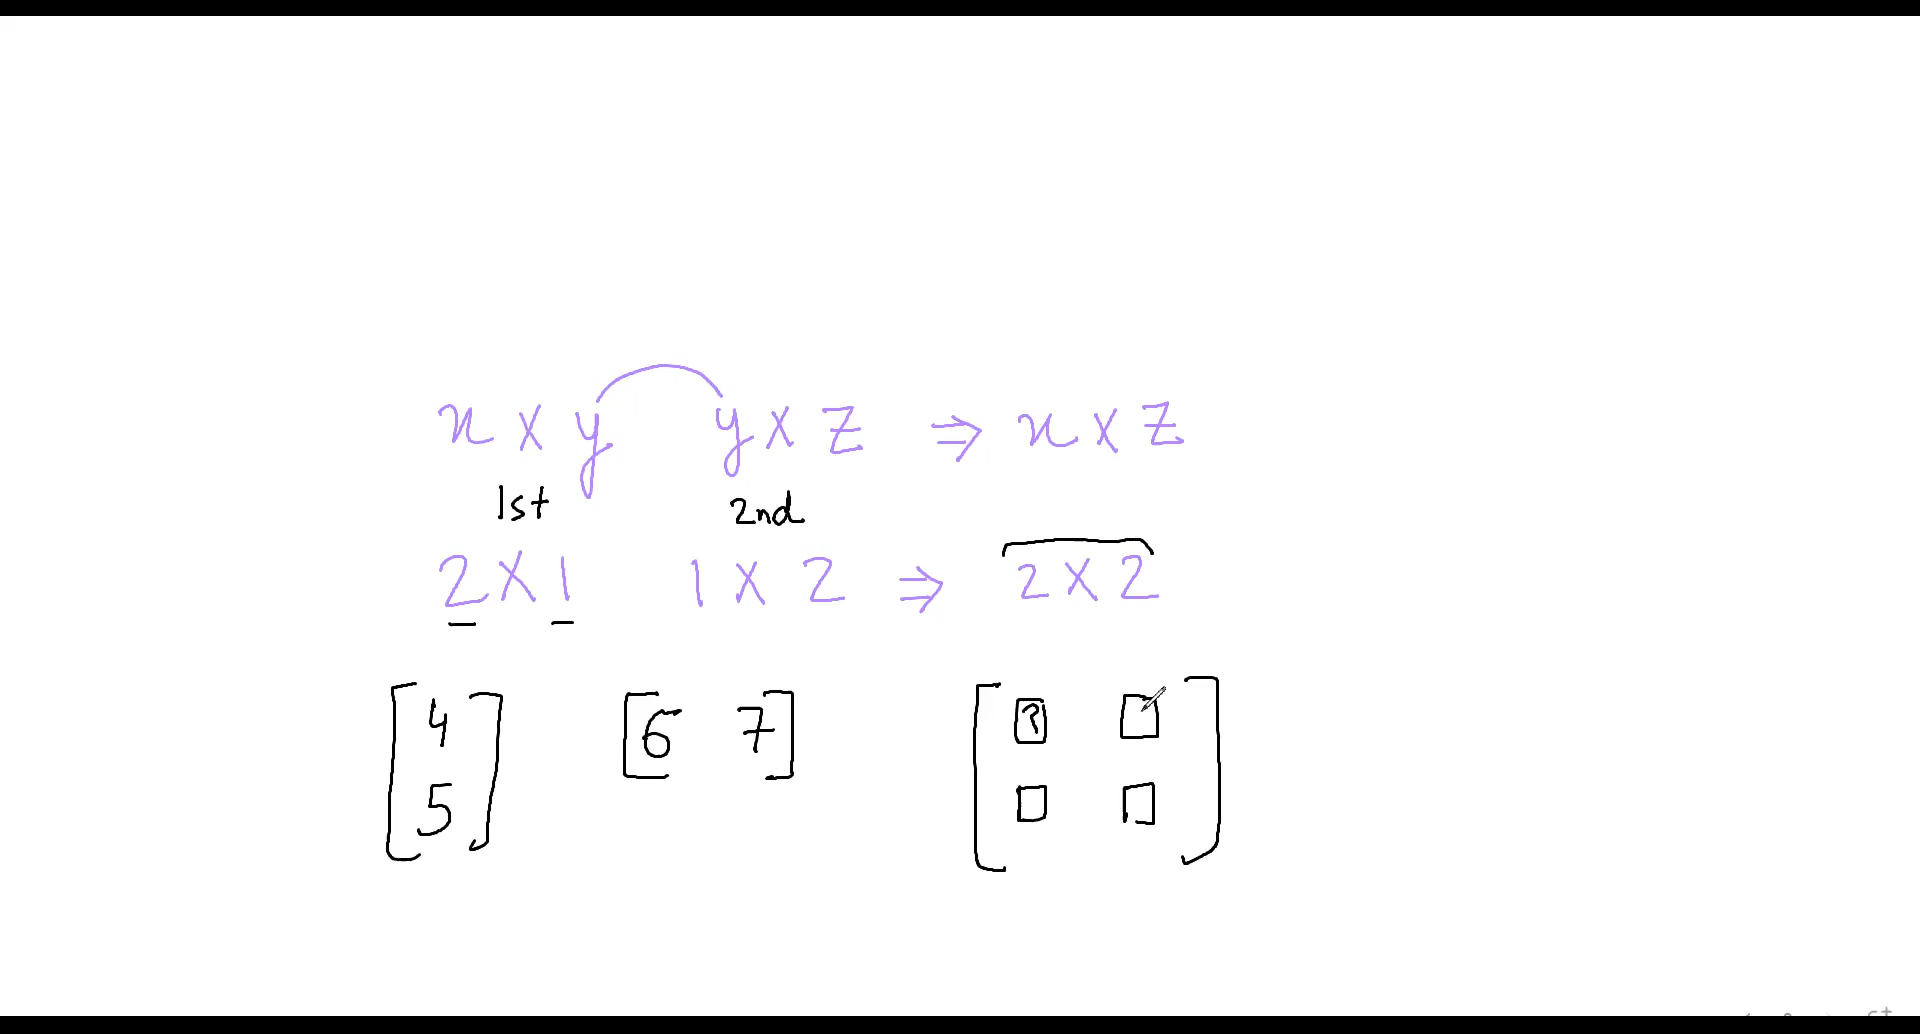 x × y   y × z ⇒ x × z
1st   2nd
2 × 1   1 × 2 ⇒ 2 × 2
[4   [6 7]   [?
5]